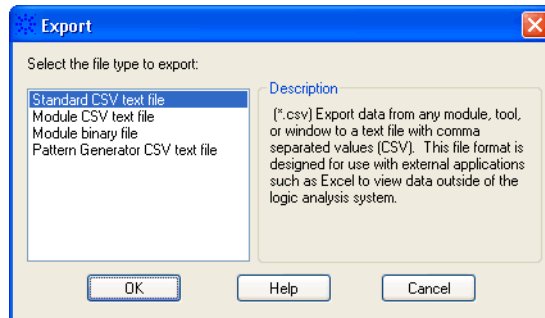 Export
Select the file type to export:
Standard CSV text file
Module CSV text file
Module binary file
Pattern Generator CSV text file
Description
(*.csv) Export data from any module, tool,
or window to a text file with comma
separated values (CSV). This file format is
designed for use with external applications
such as Excel to view data outside of the
logic analysis system.
OK
Help
Cancel